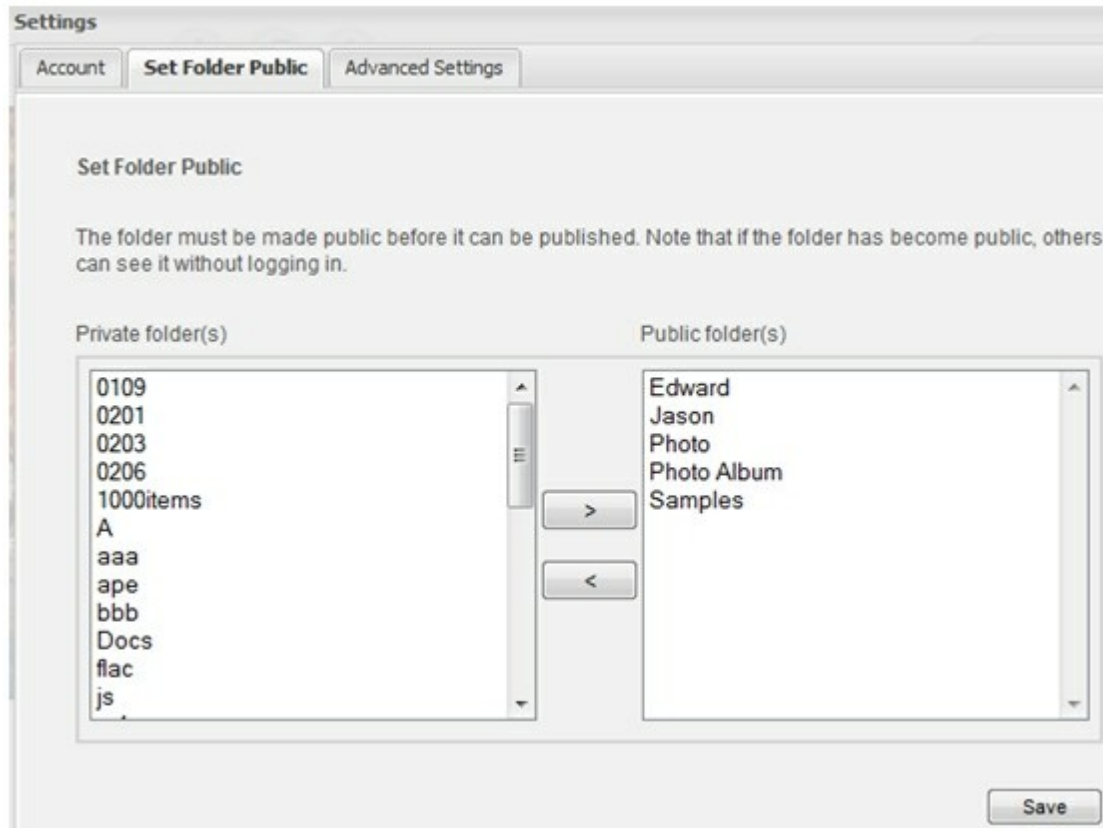 Settings
Account
Set Folder Public
Advanced Settings
Set Folder Public
The folder must be made public before it can be published. Note that if the folder has become public, others
can see it without logging in.
Private folder(s)
Public folder(s)
0109
0201
0203
0206
1000items
A
aaa
ape
bbb
Docs
flac
js
>
<
Edward
Jason
Photo
Photo Album
Samples
Save